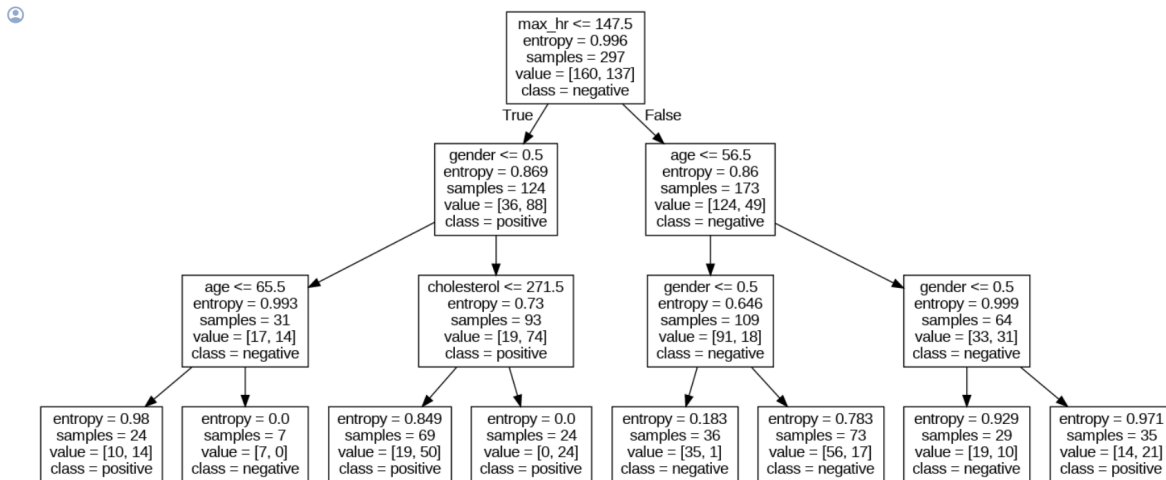 max_hr <= 147.5
entropy = 0.996
samples = 297
value = [160, 137]
class = negative
True
False
gender <= 0.5
entropy = 0.869
samples = 124
value = [36, 88]
class = positive
age <= 56.5
entropy = 0.86
samples = 173
value = [124, 49]
class = negative
age <= 65.5
entropy = 0.993
samples = 31
value = [17, 14]
class = negative
cholesterol <= 271.5
entropy = 0.73
samples = 93
value = [19, 74]
class = positive
gender <= 0.5
entropy = 0.646
samples = 109
value = [91, 18]
class = negative
gender <= 0.5
entropy = 0.999
samples = 64
value = [33, 31]
class = negative
entropy = 0.98
samples = 24
value = [10, 14]
class = positive
entropy = 0.0
samples = 7
value = [7, 0]
class = negative
entropy = 0.849
samples = 69
value = [19, 50]
class = positive
entropy = 0.0
samples = 24
value = [0, 24]
class = positive
entropy = 0.183
samples = 36
value = [35, 1]
class = negative
entropy = 0.783
samples = 73
value = [56, 17]
class = negative
entropy = 0.929
samples = 29
value = [19, 10]
class = negative
entropy = 0.971
samples = 35
value = [14, 21]
class = positive